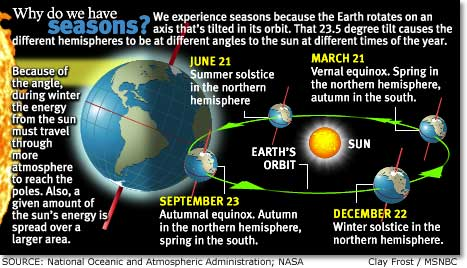 Why do we have
seasons?
We experience seasons because the Earth rotates on an
axis that's tilted in its orbit. That 23.5 degree tilt causes the
different hemispheres to be at different angles to the sun at different times of the year.
Because of
the angle,
during winter
the energy
from the sun
must travel
through
more
atmosphere
to reach the
poles. Also, a
given amount of
the sun's energy is
spread over a
larger area.
JUNE 21
Summer solstice
in the northern
hemisphere
MARCH 21
Vernal equinox. Spring in
the northern hemisphere,
autumn in the south.
EARTH'S
ORBIT
SUN
SEPTEMBER 23
Autumnal equinox. Autumn
in the northern hemisphere,
spring in the south.
DECEMBER 22
Winter solstice in the
northern hemisphere.
SOURCE: National Oceanic and Atmospheric Administration; NASA
Clay Frost / MSNBC